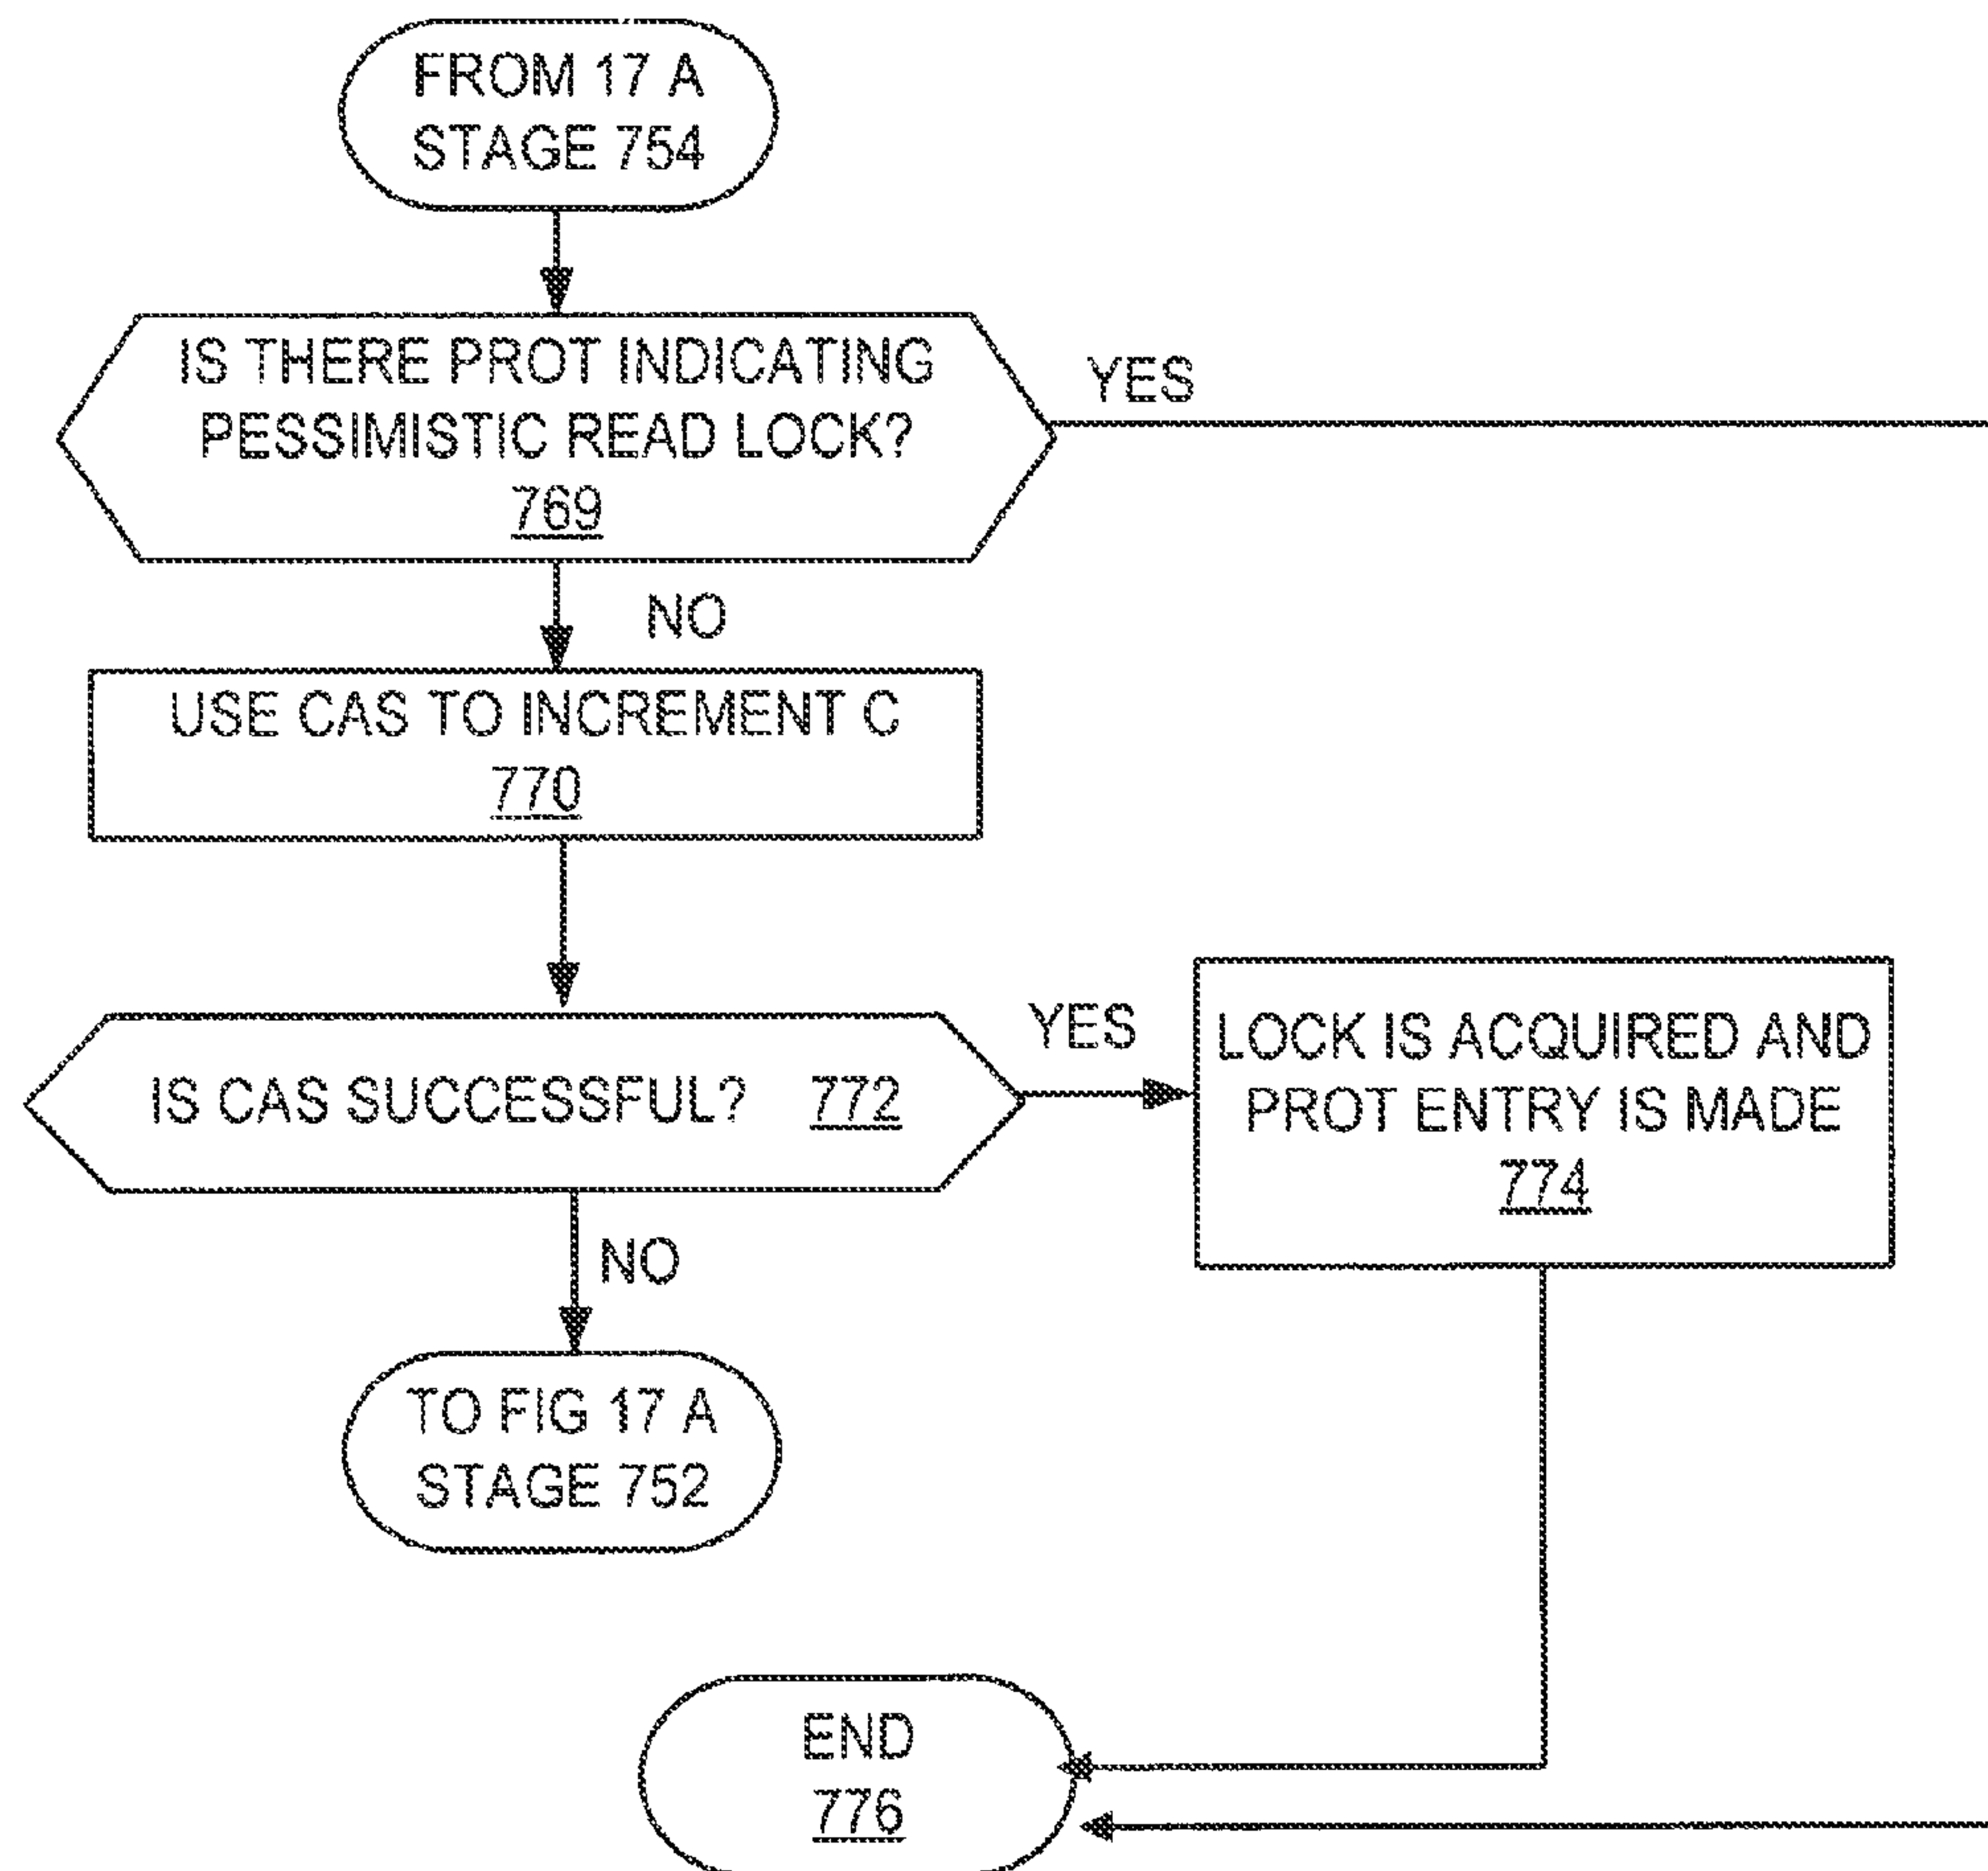 FROM 17 A
STAGE 754
IS THERE PROT INDICATING
PESSIMISTIC READ LOCK?
769
YES
NO
USE CAS TO INCREMENT C
770
IS CAS SUCCESSFUL? 772
YES
LOCK IS ACQUIRED AND
PROT ENTRY IS MADE
774
NO
TO FIG 17 A
STAGE 752
END
776